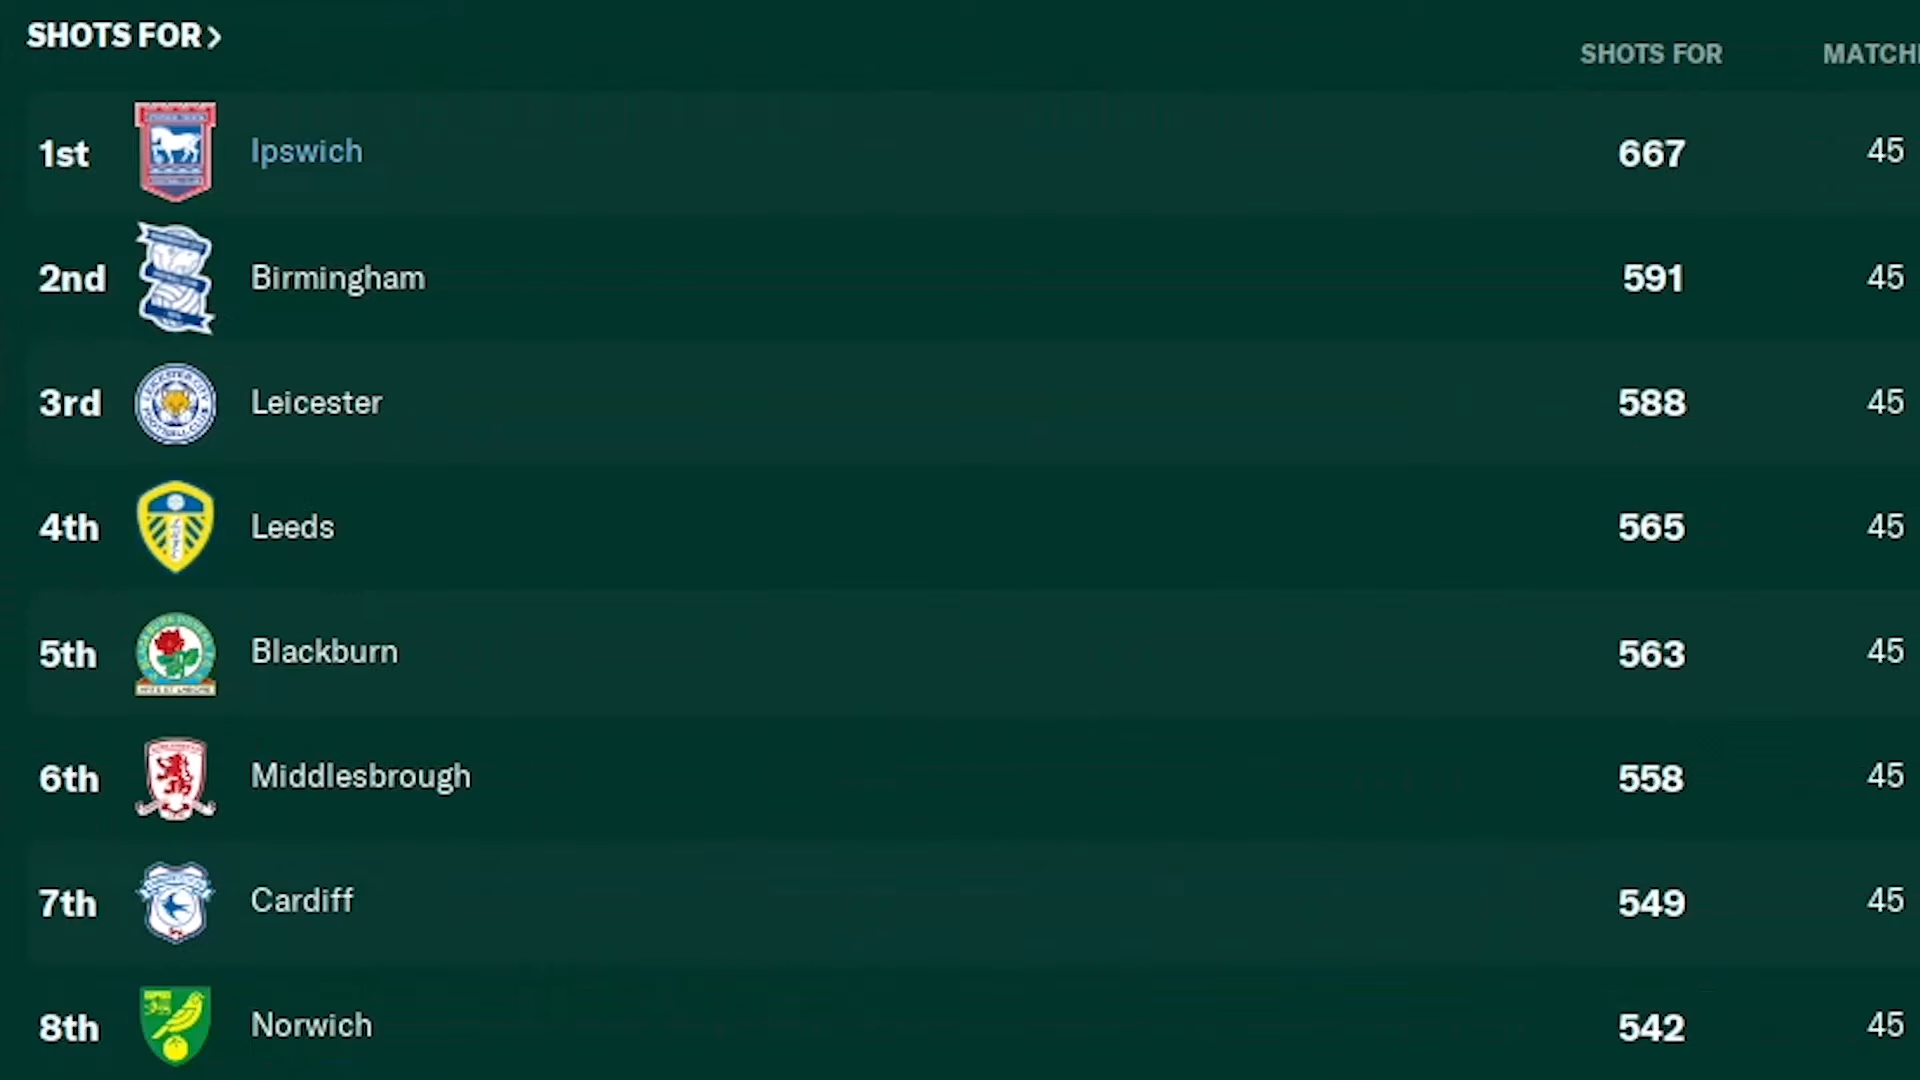 SHOTS FOR >
SHOTS FOR MATCH
1st Ipswich 667 45
2nd Birmingham 591 45
3rd Leicester 588 45
4th Leeds 565 45
5th Blackburn 563 45
6th Middlesbrough 558 45
7th Cardiff 549 45
8th Norwich 542 45